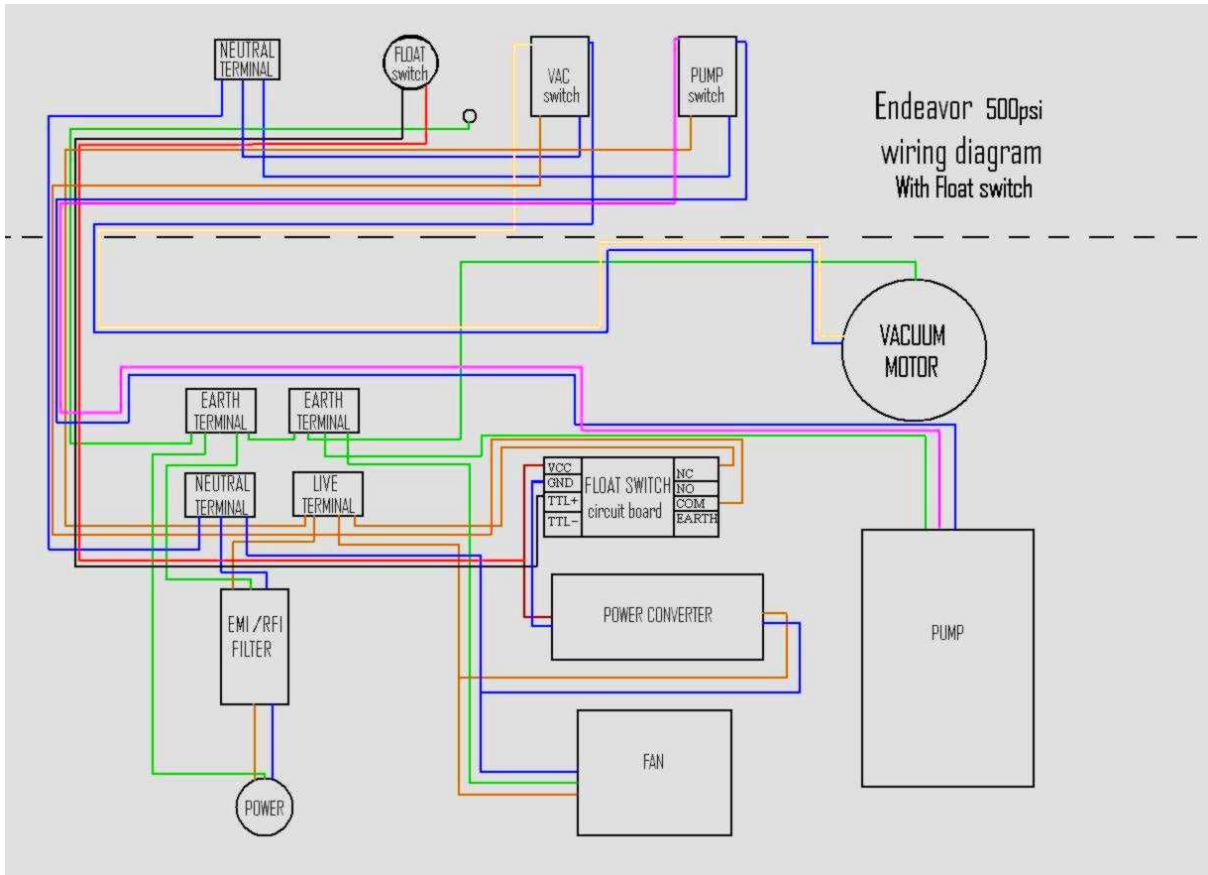 NEUTRAL
TERMINAL
FLOAT
switch
VAC
switch
PUMP
switch
Endeavor 500psi
wiring diagram
With Float switch
VACUUM
MOTOR
EARTH
TERMINAL
EARTH
TERMINAL
NEUTRAL
TERMINAL
LIVE
TERMINAL
VCC
GND
TTL+
TTL-
FLOAT SWITCH
circuit board
NC
NO
COM
EARTH
EMI/RFI
FILTER
POWER CONVERTER
PUMP
FAN
POWER